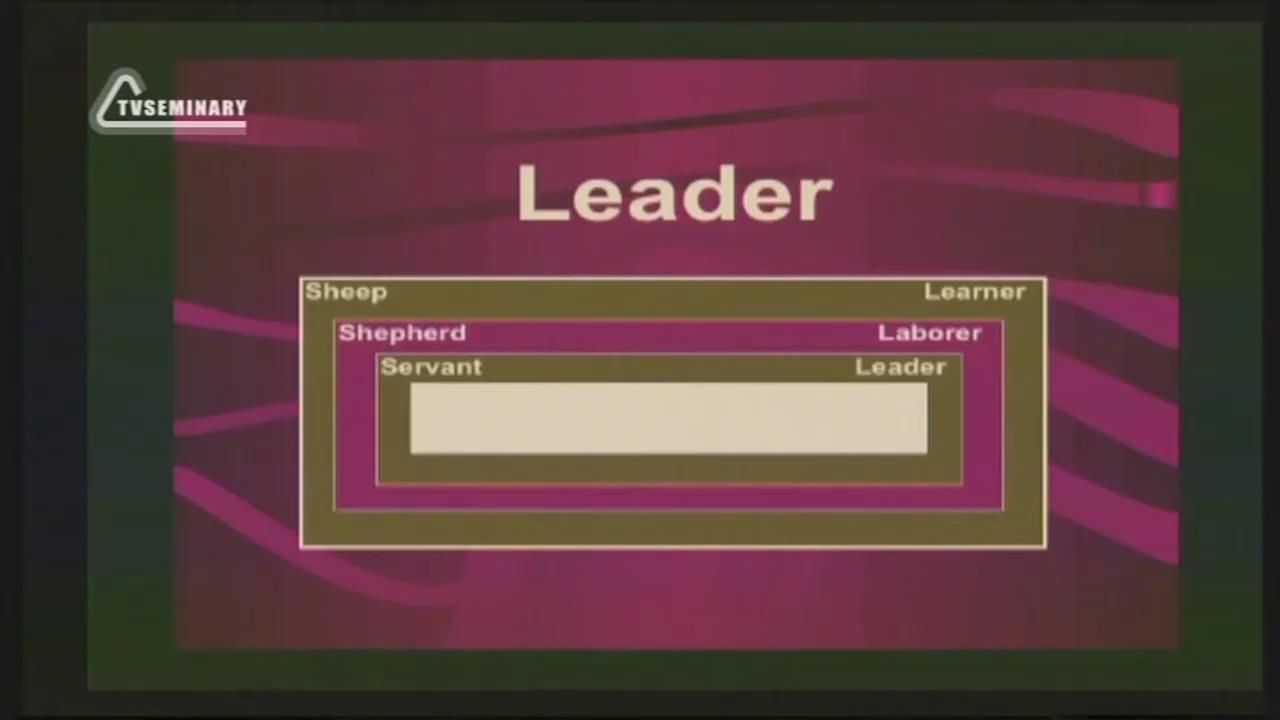 TVSEMINARY
Leader
Sheep Learner
Shepherd Laborer
Servant Leader